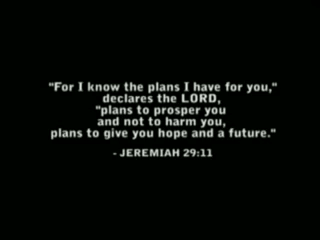 "For I know the plans I have for you,"
declares the LORD,
"plans to prosper you
and not to harm you,
plans to give you hope and a future."
- JEREMIAH 29:11